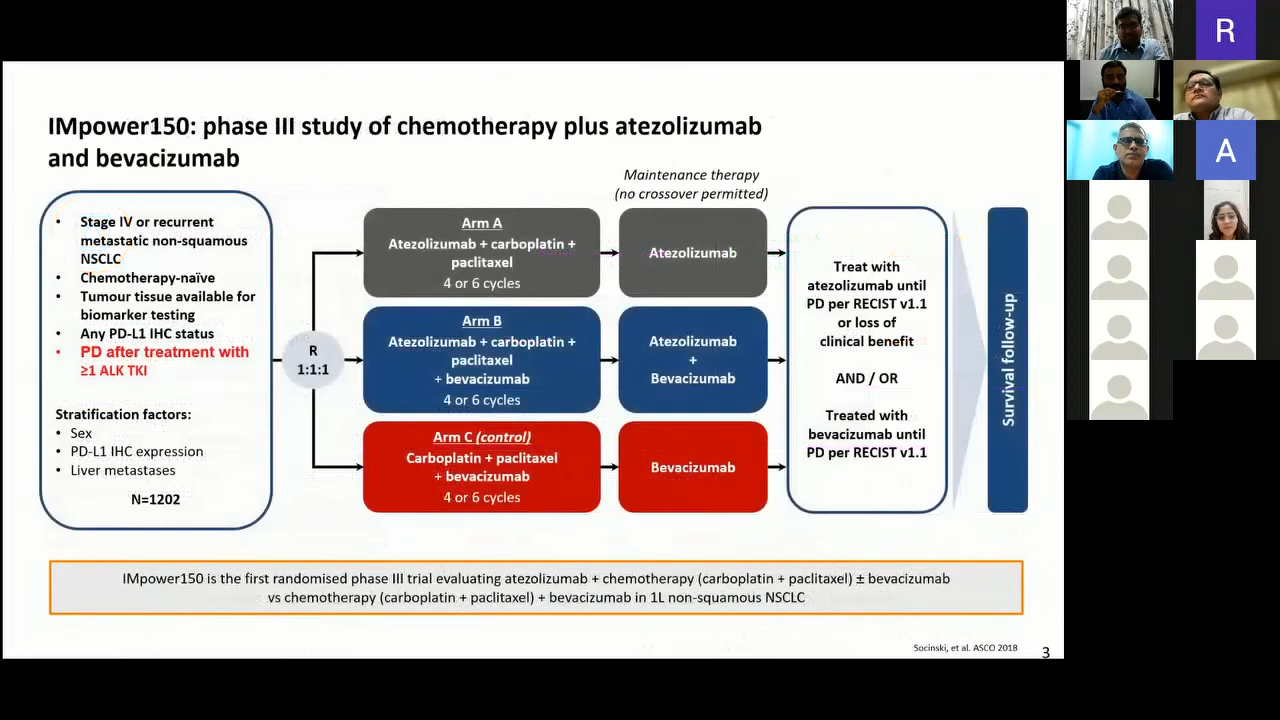 IMpower150: phase III study of chemotherapy plus atezolizumab
and bevacizumab
Maintenance therapy
(no crossover permitted)
• Stage IV or recurrent
metastatic non-squamous
NSCLC
• Chemotherapy-naïve
• Tumour tissue available for
biomarker testing
• Any PD-L1 IHC status
• PD after treatment with
≥1 ALK TKI
Stratification factors:
• Sex
• PD-L1 IHC expression
• Liver metastases
N=1202
R
1:1:1
Arm A
Atezolizumab + carboplatin +
paclitaxel
4 or 6 cycles
Atezolizumab
Arm B
Atezolizumab + carboplatin +
paclitaxel
+ bevacizumab
4 or 6 cycles
Atezolizumab
+
Bevacizumab
Arm C (control)
Carboplatin + paclitaxel
+ bevacizumab
4 or 6 cycles
Bevacizumab
Treat with
atezolizumab until
PD per RECIST v1.1
or loss of
clinical benefit
AND / OR
Treated with
bevacizumab until
PD per RECIST v1.1
Survival follow-up
IMpower150 is the first randomised phase III trial evaluating atezolizumab + chemotherapy (carboplatin + paclitaxel) ± bevacizumab
vs chemotherapy (carboplatin + paclitaxel) + bevacizumab in 1L non-squamous NSCLC
Socinski, et al. ASCO 2018
3
R
A